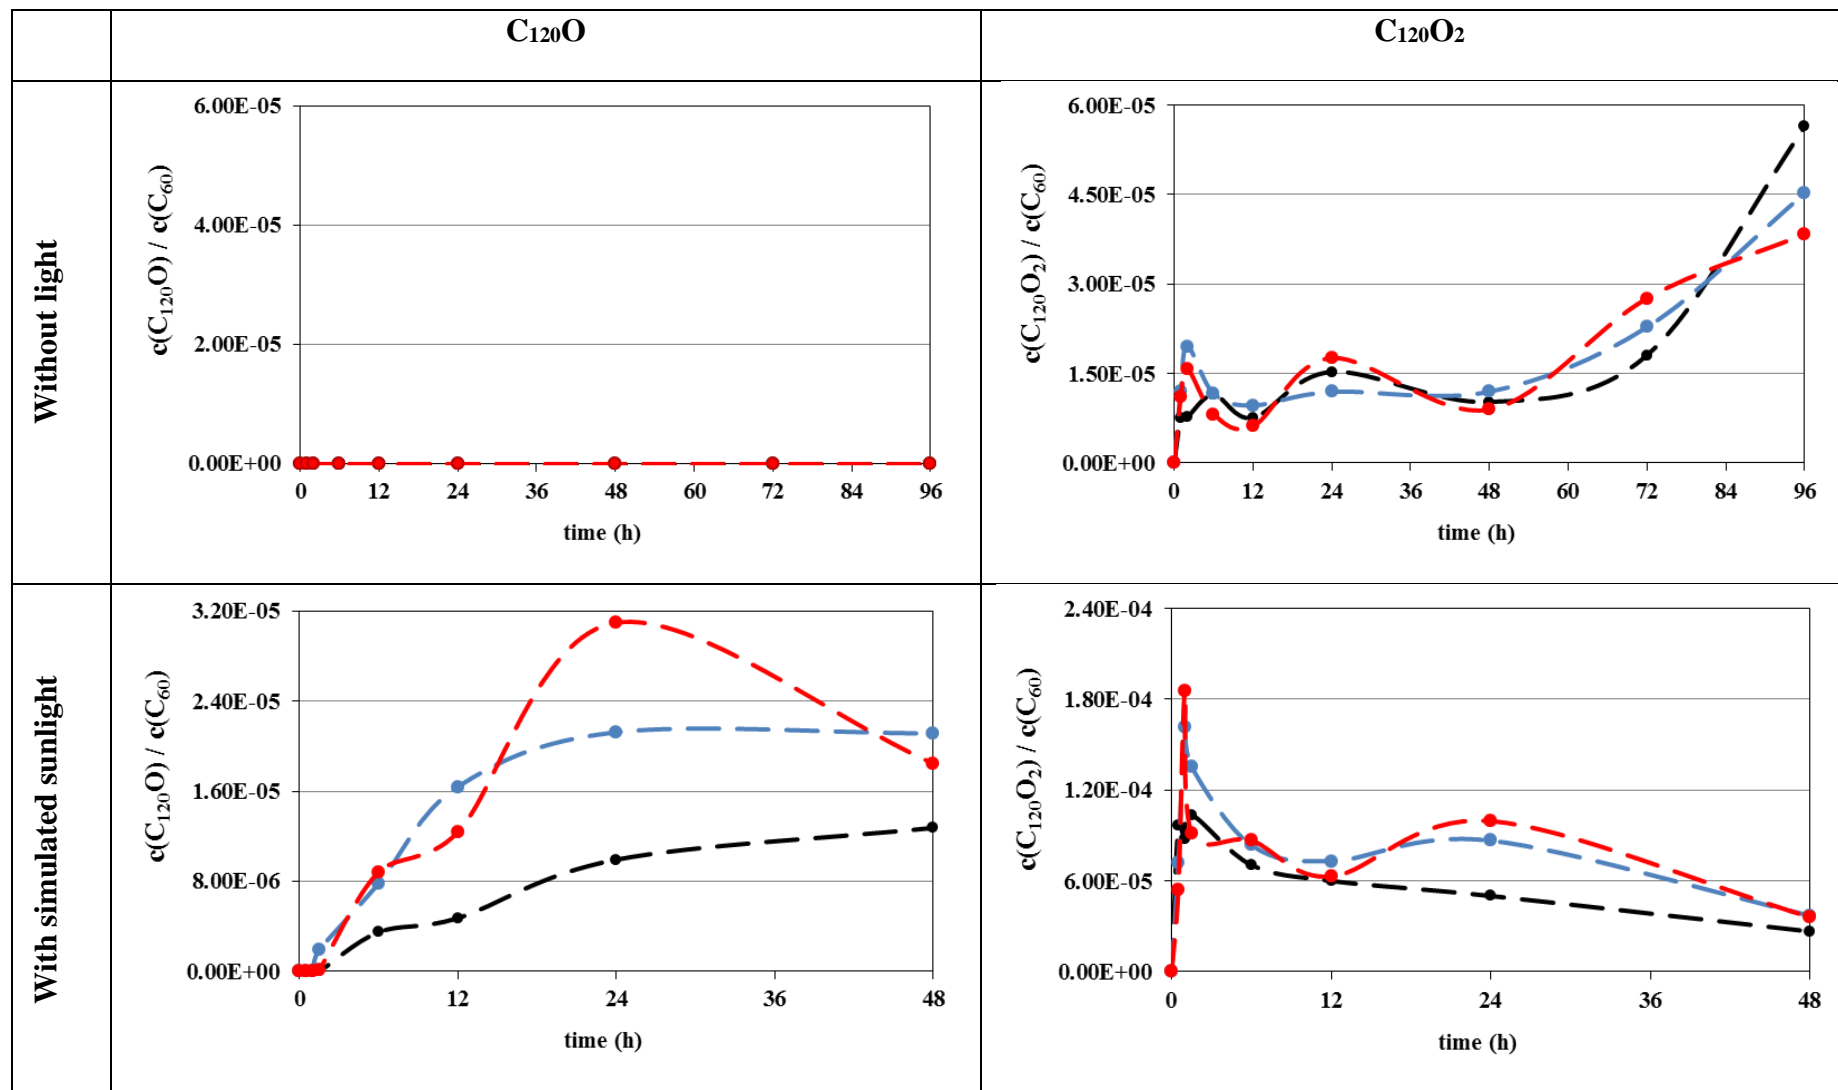 C₁₂₀O
C₁₂₀O₂
Without light
c(C₁₂₀O) / c(C₆₀)
6.00E-05
4.00E-05
2.00E-05
0.00E+00
0 12 24 36 48 60 72 84 96
time (h)
c(C₁₂₀O₂) / c(C₆₀)
6.00E-05
4.50E-05
3.00E-05
1.50E-05
0.00E+00
0 12 24 36 48 60 72 84 96
time (h)
With simulated sunlight
c(C₁₂₀O) / c(C₆₀)
3.20E-05
2.40E-05
1.60E-05
8.00E-06
0.00E+00
0 12 24 36 48
time (h)
c(C₁₂₀O₂) / c(C₆₀)
2.40E-04
1.80E-04
1.20E-04
6.00E-05
0.00E+00
0 12 24 36 48
time (h)